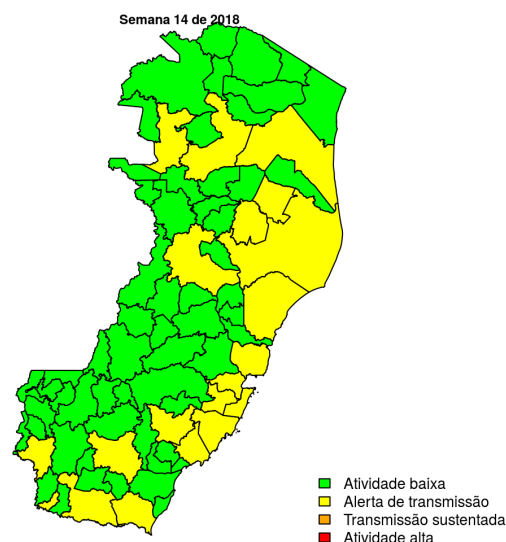 Semana 14 de 2018
Atividade baixa
Alerta de transmissão
Transmissão sustentada
Atividade alta